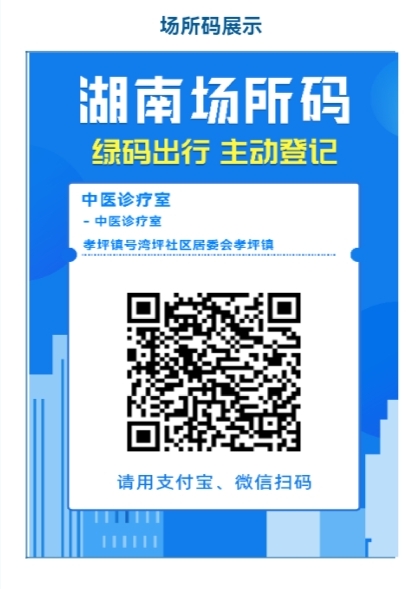 场所码展示
湖南场所码
绿码出行 主动登记
中医诊疗室
- 中医诊疗室
孝坪镇号湾坪社区居委会孝坪镇
请用支付宝、微信扫码